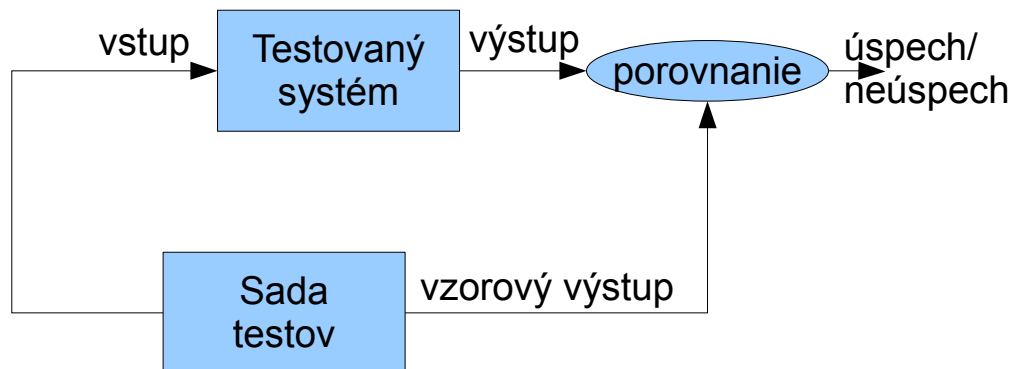 vstup
Testovaný
systém
výstup
porovnanie
úspech/
neúspech
Sada
testov
vzorový výstup